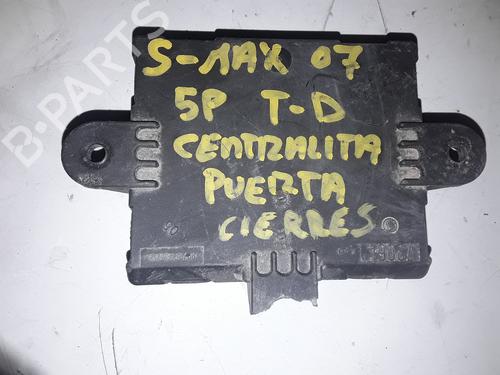 S-MAX 07
5P T-D
CENTRALITA
PUERTA
CIERRES
B-PARTS